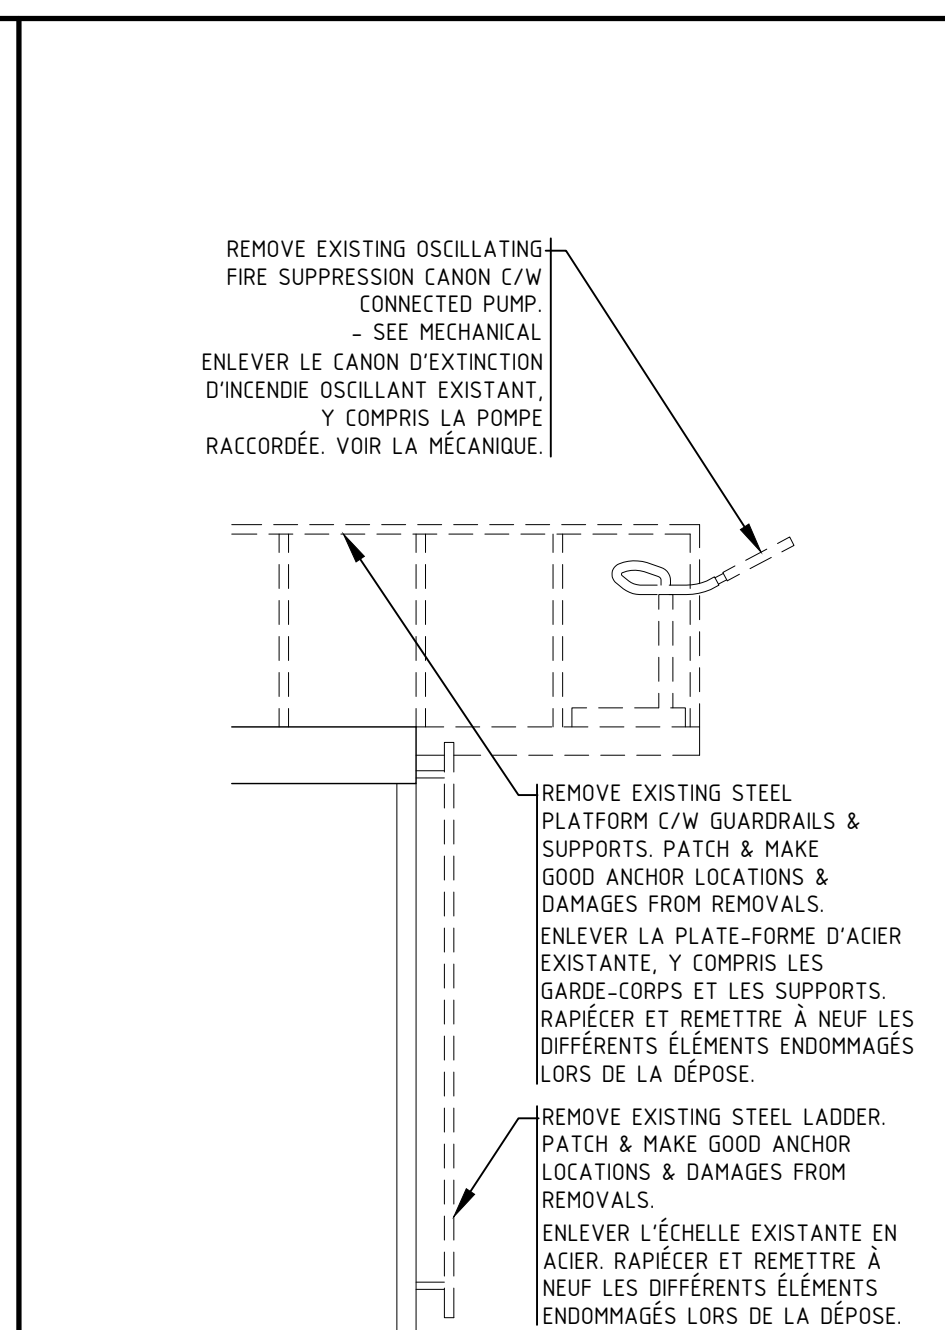 REMOVE EXISTING OSCILLATING
FIRE SUPPRESSION CANON C/W
CONNECTED PUMP.
- SEE MECHANICAL
ENLEVER LE CANON D'EXTINCTION
D'INCENDIE OSCILLANT EXISTANT,
Y COMPRIS LA POMPE
RACCORDÉE. VOIR LA MÉCANIQUE.
REMOVE EXISTING STEEL
PLATFORM C/W GUARDRAILS &
SUPPORTS. PATCH & MAKE
GOOD ANCHOR LOCATIONS &
DAMAGES FROM REMOVALS.
ENLEVER LA PLATE-FORME D'ACIER
EXISTANTE, Y COMPRIS LES
GARDE-CORPS ET LES SUPPORTS.
RAPIÉCER ET REMETTRE À NEUF LES
DIFFÉRENTS ÉLÉMENTS ENDOMMAGÉS
LORS DE LA DÉPOSE.
REMOVE EXISTING STEEL LADDER.
PATCH & MAKE GOOD ANCHOR
LOCATIONS & DAMAGES FROM
REMOVALS.
ENLEVER L'ÉCHELLE EXISTANTE EN
ACIER. RAPIÉCER ET REMETTRE À
NEUF LES DIFFÉRENTS ÉLÉMENTS
ENDOMMAGÉS LORS DE LA DÉPOSE.